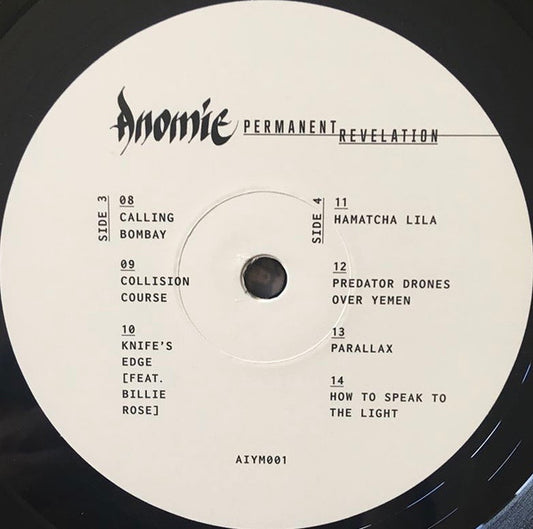 Anomie PERMANENT
REVELATION
SIDE 3
08
CALLING
BOMBAY
09
COLLISION
COURSE
10
KNIFE'S
EDGE
[FEAT.
BILLIE
ROSE]
SIDE 4
11
HAMATCHA LILA
12
PREDATOR DRONES
OVER YEMEN
13
PARALLAX
14
HOW TO SPEAK TO
THE LIGHT
AIYM001